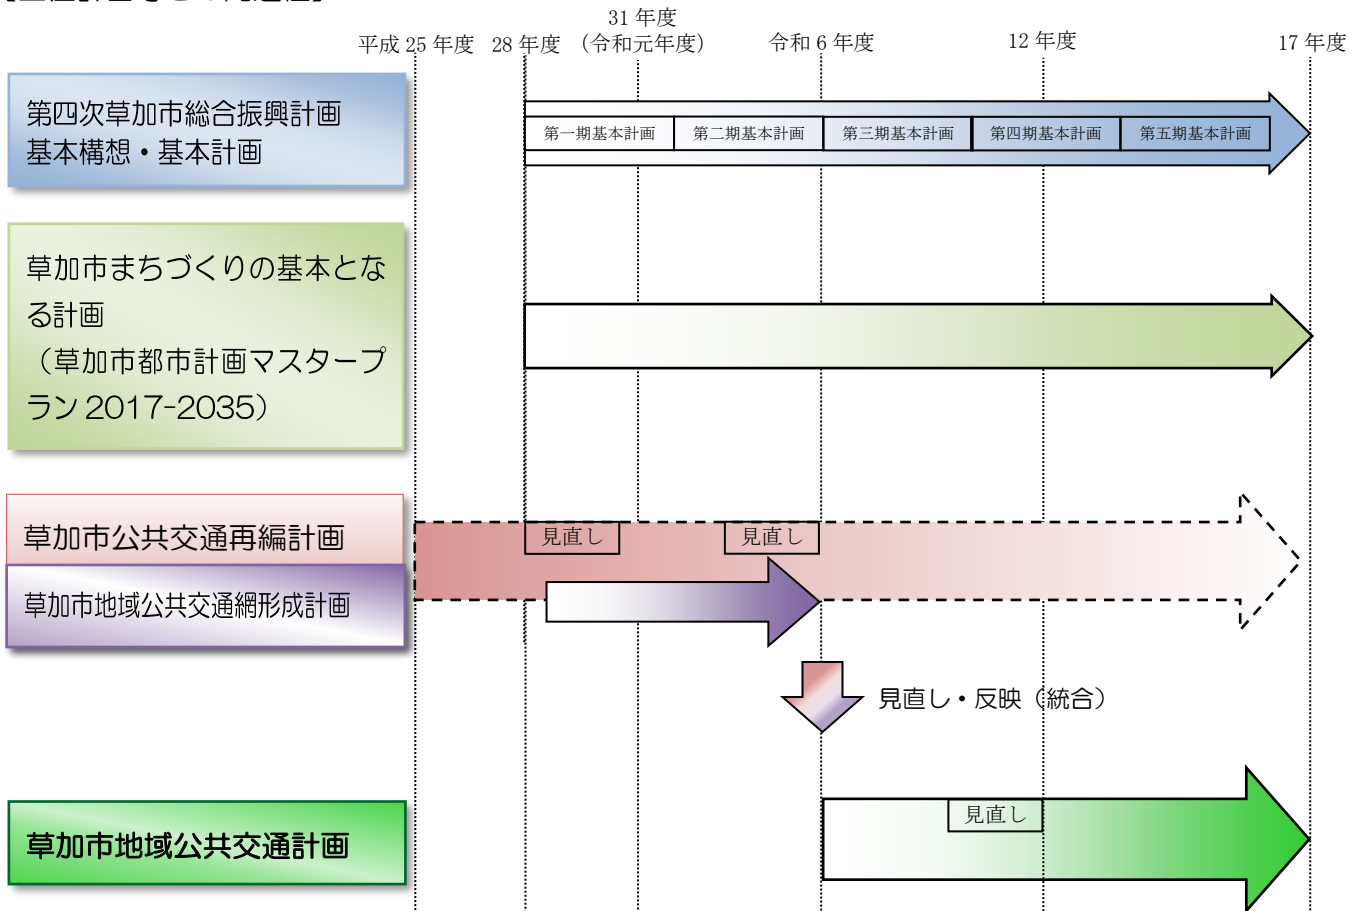 31 年度
平成 25 年度 28 年度 (令和元年度) 令和 6 年度 12 年度 17 年度
第四次草加市総合振興計画
基本構想・基本計画
第一期基本計画 第二期基本計画 第三期基本計画 第四期基本計画 第五期基本計画
草加市まちづくりの基本とな
る計画
（草加市都市計画マスタープ
ラン 2017-2035）
草加市公共交通再編計画
見直し 見直し
草加市地域公共交通網形成計画
見直し・反映（統合）
草加市地域公共交通計画
見直し